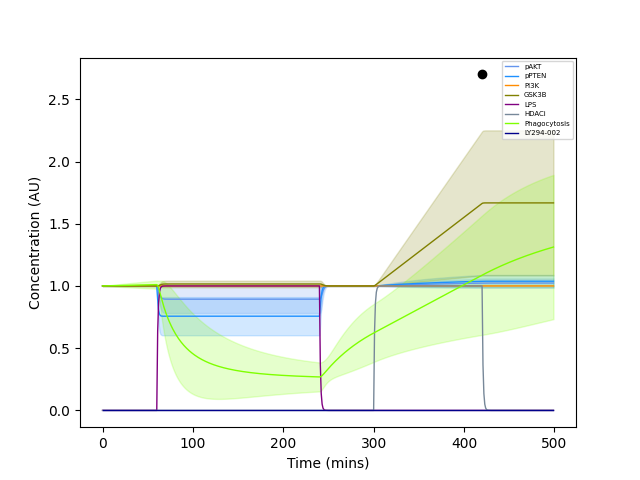 2.5
2.0
1.5
1.0
0.5
0.0
Concentration (AU)
0
100
200
300
400
500
Time (mins)
pAKT
pPTEN
PI3K
GSK3B
LPS
HDACi
Phagocytosis
LY294-002